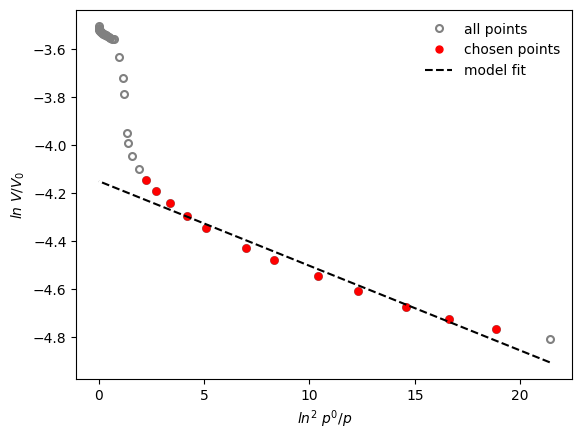 all points
chosen points
model fit
−3.6
−3.8
−4.0
−4.2
−4.4
−4.6
−4.8
ln V/V₀
0
5
10
15
20
ln² p⁰/p